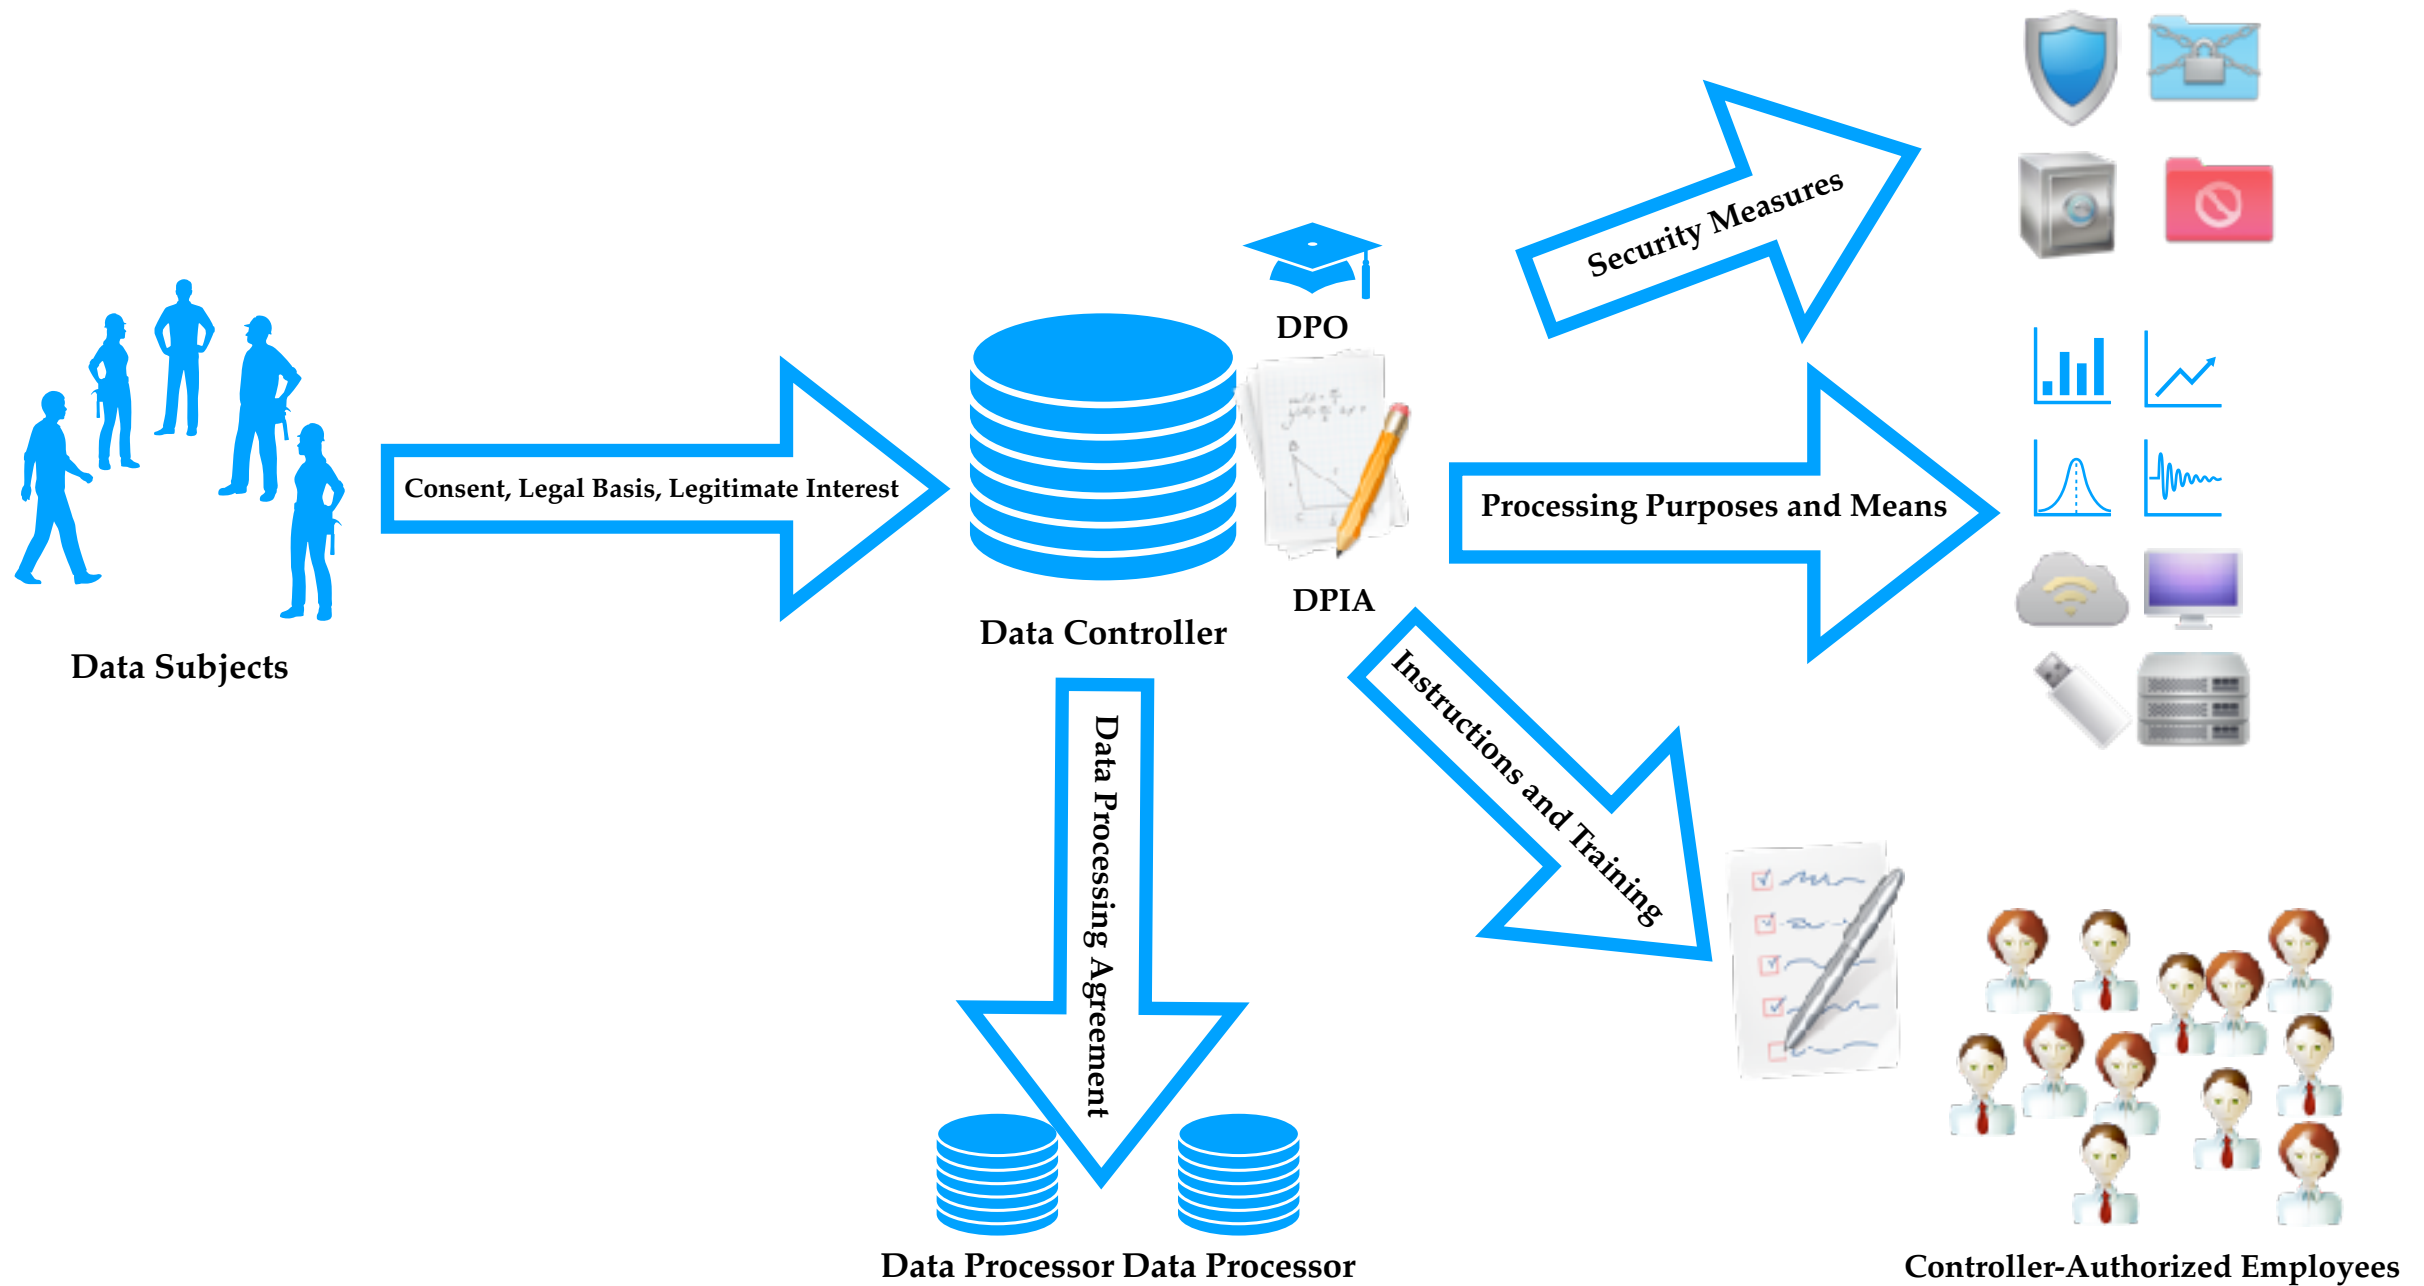 Security Measures
DPO
Consent, Legal Basis, Legitimate Interest
Processing Purposes and Means
DPIA
Data Controller
Data Subjects
Instructions and Training
Data Processing Agreement
Data Processor Data Processor
Controller-Authorized Employees